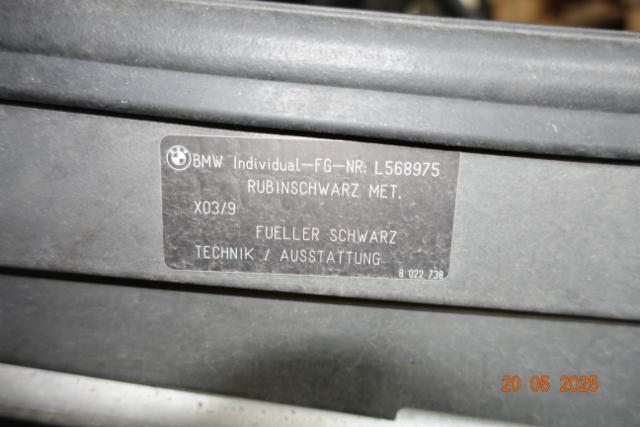 BMW Individual-FG-NR: L568975
RUBINSCHWARZ MET.
X03/9
FUELLER SCHWARZ
TECHNIK / AUSSTATTUNG
8 022 738
20 05 2025